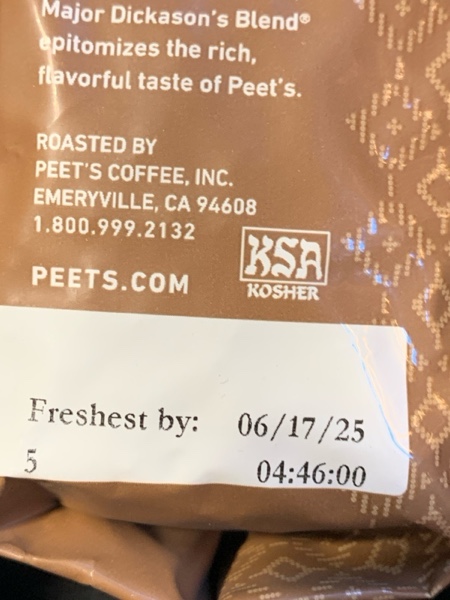 Major Dickason's Blend®
epitomizes the rich,
flavorful taste of Peet's.
ROASTED BY
PEET'S COFFEE, INC.
EMERYVILLE, CA 94608
1.800.999.2132
PEETS.COM
KSA
KOSHER
Freshest by: 06/17/25
5 04:46:00